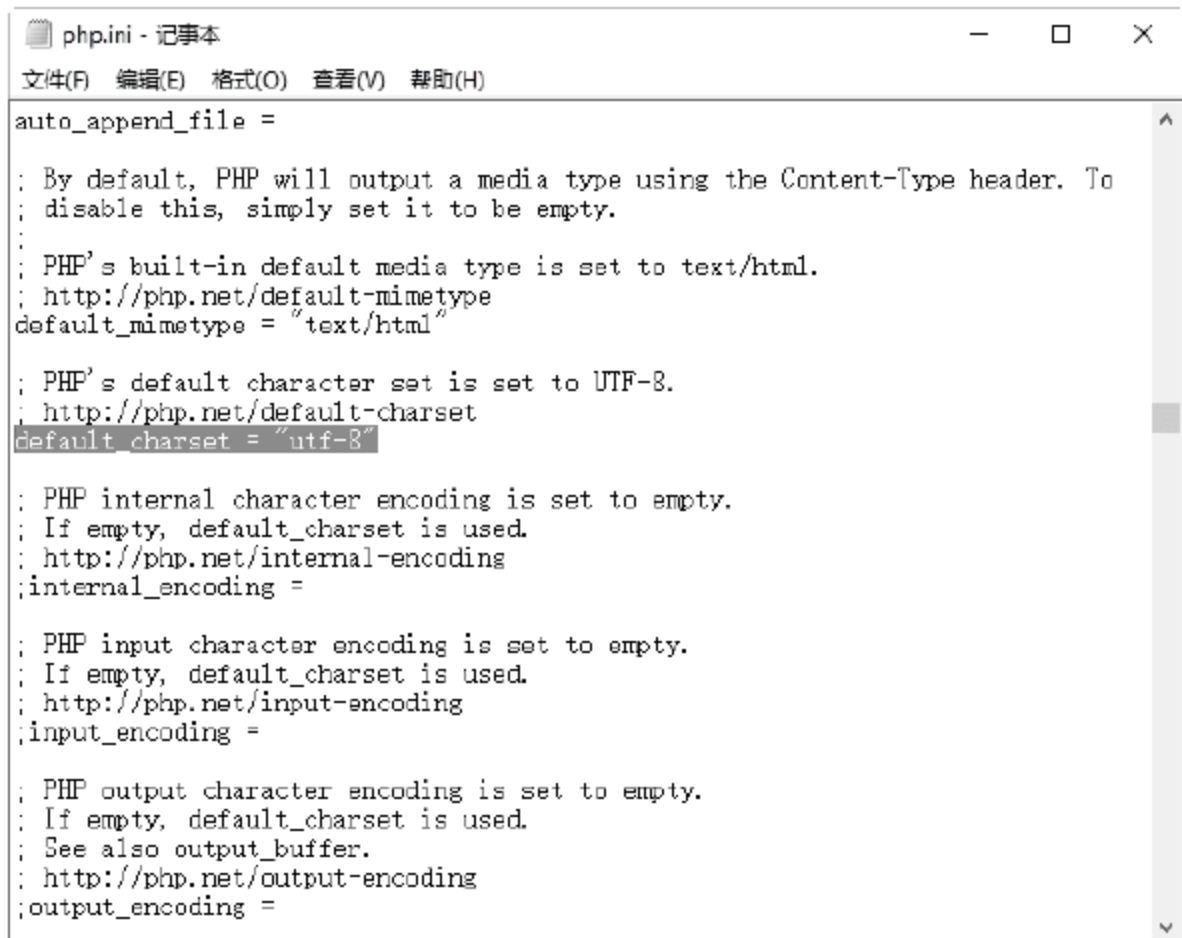 php.ini - 记事本
文件(F) 编辑(E) 格式(O) 查看(V) 帮助(H)
auto_append_file =
; By default, PHP will output a media type using the Content-Type header. To
; disable this, simply set it to be empty.
;
; PHP's built-in default media type is set to text/html.
; http://php.net/default-mimetype
default_mimetype = "text/html"
; PHP's default character set is set to UTF-8.
; http://php.net/default-charset
default_charset = "utf-8"
; PHP internal character encoding is set to empty.
; If empty, default_charset is used.
; http://php.net/internal-encoding
;internal_encoding =
; PHP input character encoding is set to empty.
; If empty, default_charset is used.
; http://php.net/input-encoding
;input_encoding =
; PHP output character encoding is set to empty.
; If empty, default_charset is used.
; See also output_buffer.
; http://php.net/output-encoding
;output_encoding =